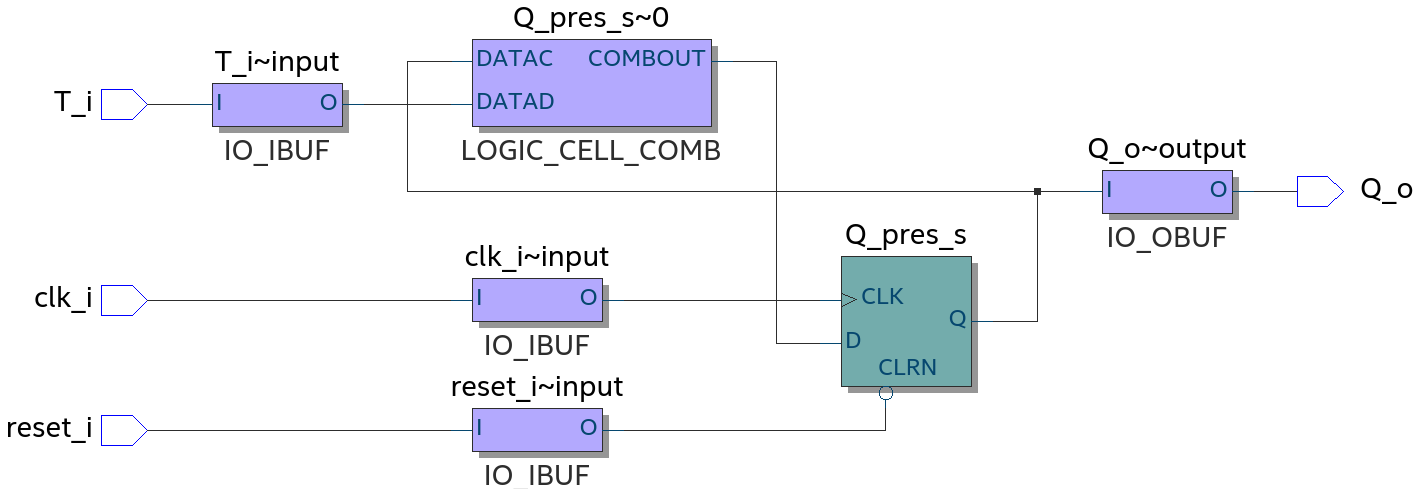 Q_pres_s~0
T_i~input
DATAC COMBOUT
T_i
I O
DATAD
IO_IBUF
LOGIC_CELL_COMB
Q_o~output
I O
Q_o
IO_OBUF
Q_pres_s
clk_i~input
clk_i
I O
CLK
Q
D
IO_IBUF
CLRN
reset_i~input
reset_i
I O
IO_IBUF